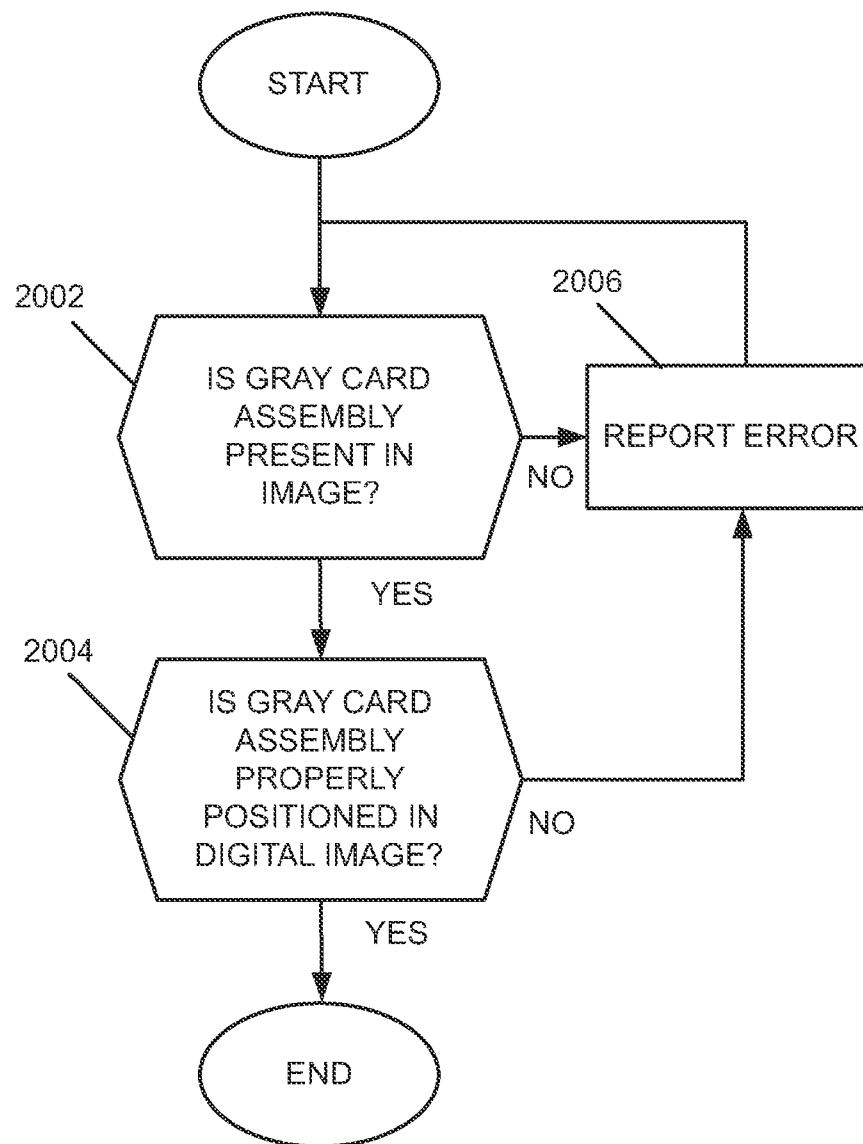 START
2002
IS GRAY CARD
ASSEMBLY
PRESENT IN
IMAGE?
NO
2006
REPORT ERROR
YES
2004
IS GRAY CARD
ASSEMBLY
PROPERLY
POSITIONED IN
DIGITAL IMAGE?
NO
YES
END